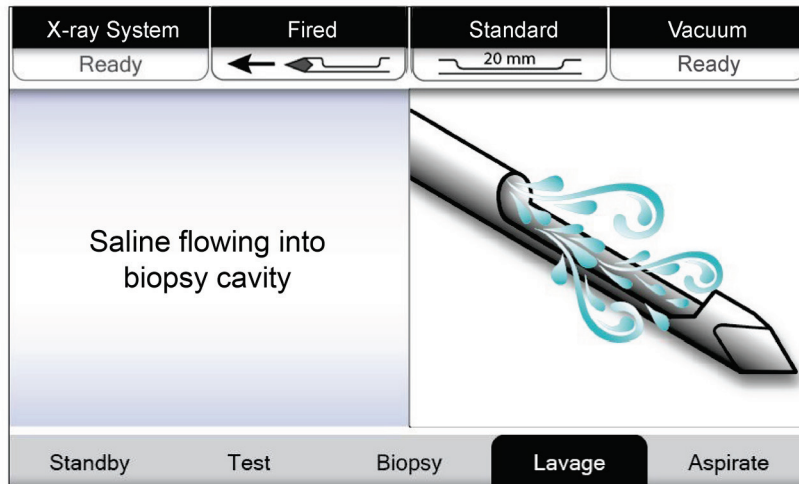 X-ray System
Fired
Standard
Vacuum
Ready
20 mm
Ready
Saline flowing into
biopsy cavity
Standby
Test
Biopsy
Lavage
Aspirate